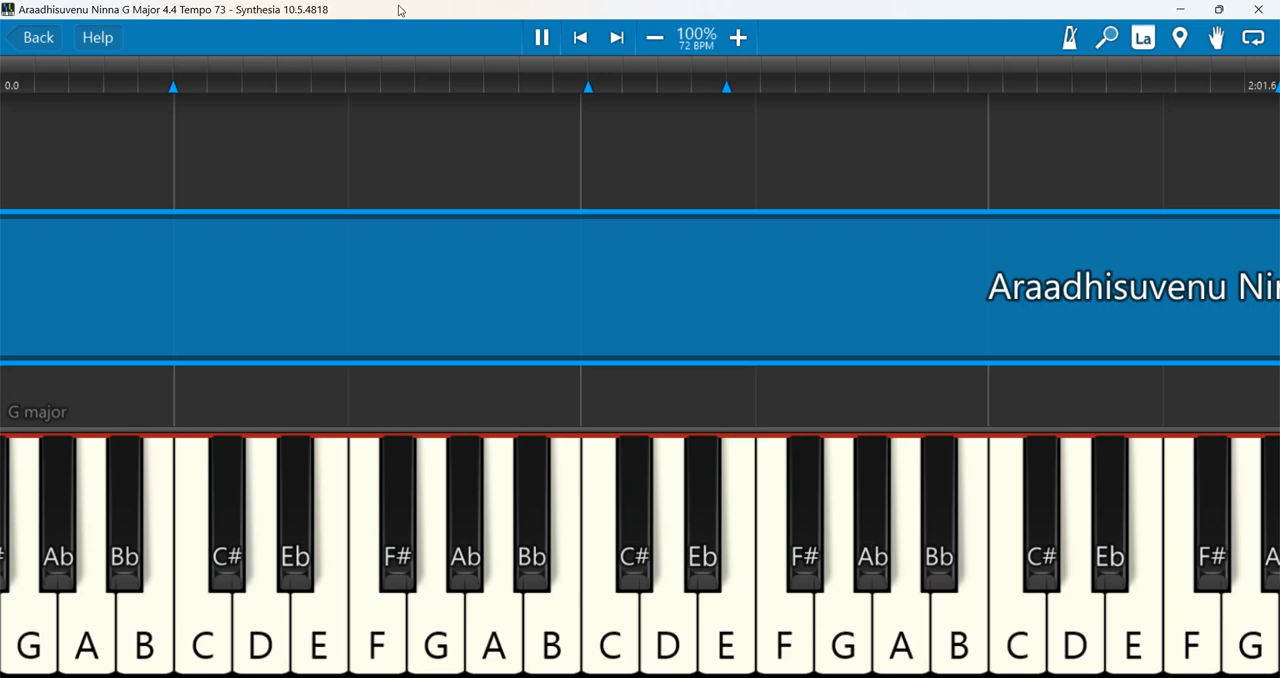 Araadhisuvenu Ninna G Major 4.4 Tempo 73 - Synthesia 10.5.4818
Back Help 100% La
72 BPM
0.0 2:01.6
Araadhisuvenu
G major
Ab Bb C# Eb F# Ab Bb C# Eb F# Ab Bb C# Eb F#
G A B C D E F G A B C D E F G A B C D E F G